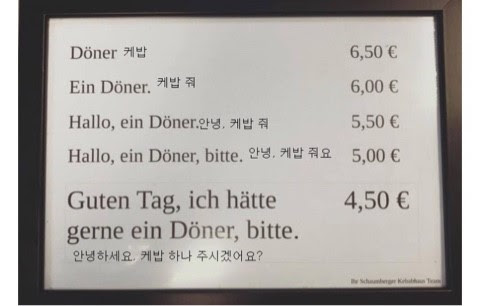 Döner 케밥 6,50 €
Ein Döner. 케밥 줘 6,00 €
Hallo, ein Döner.안녕. 케밥 줘 5,50 €
Hallo, ein Döner, bitte. 안녕. 케밥 줘요 5,00 €
Guten Tag, ich hätte 4,50 €
gerne ein Döner, bitte.
안녕하세요. 케밥 하나 주시겠어요?
Ihr Schaumberger Kebabhaus Team